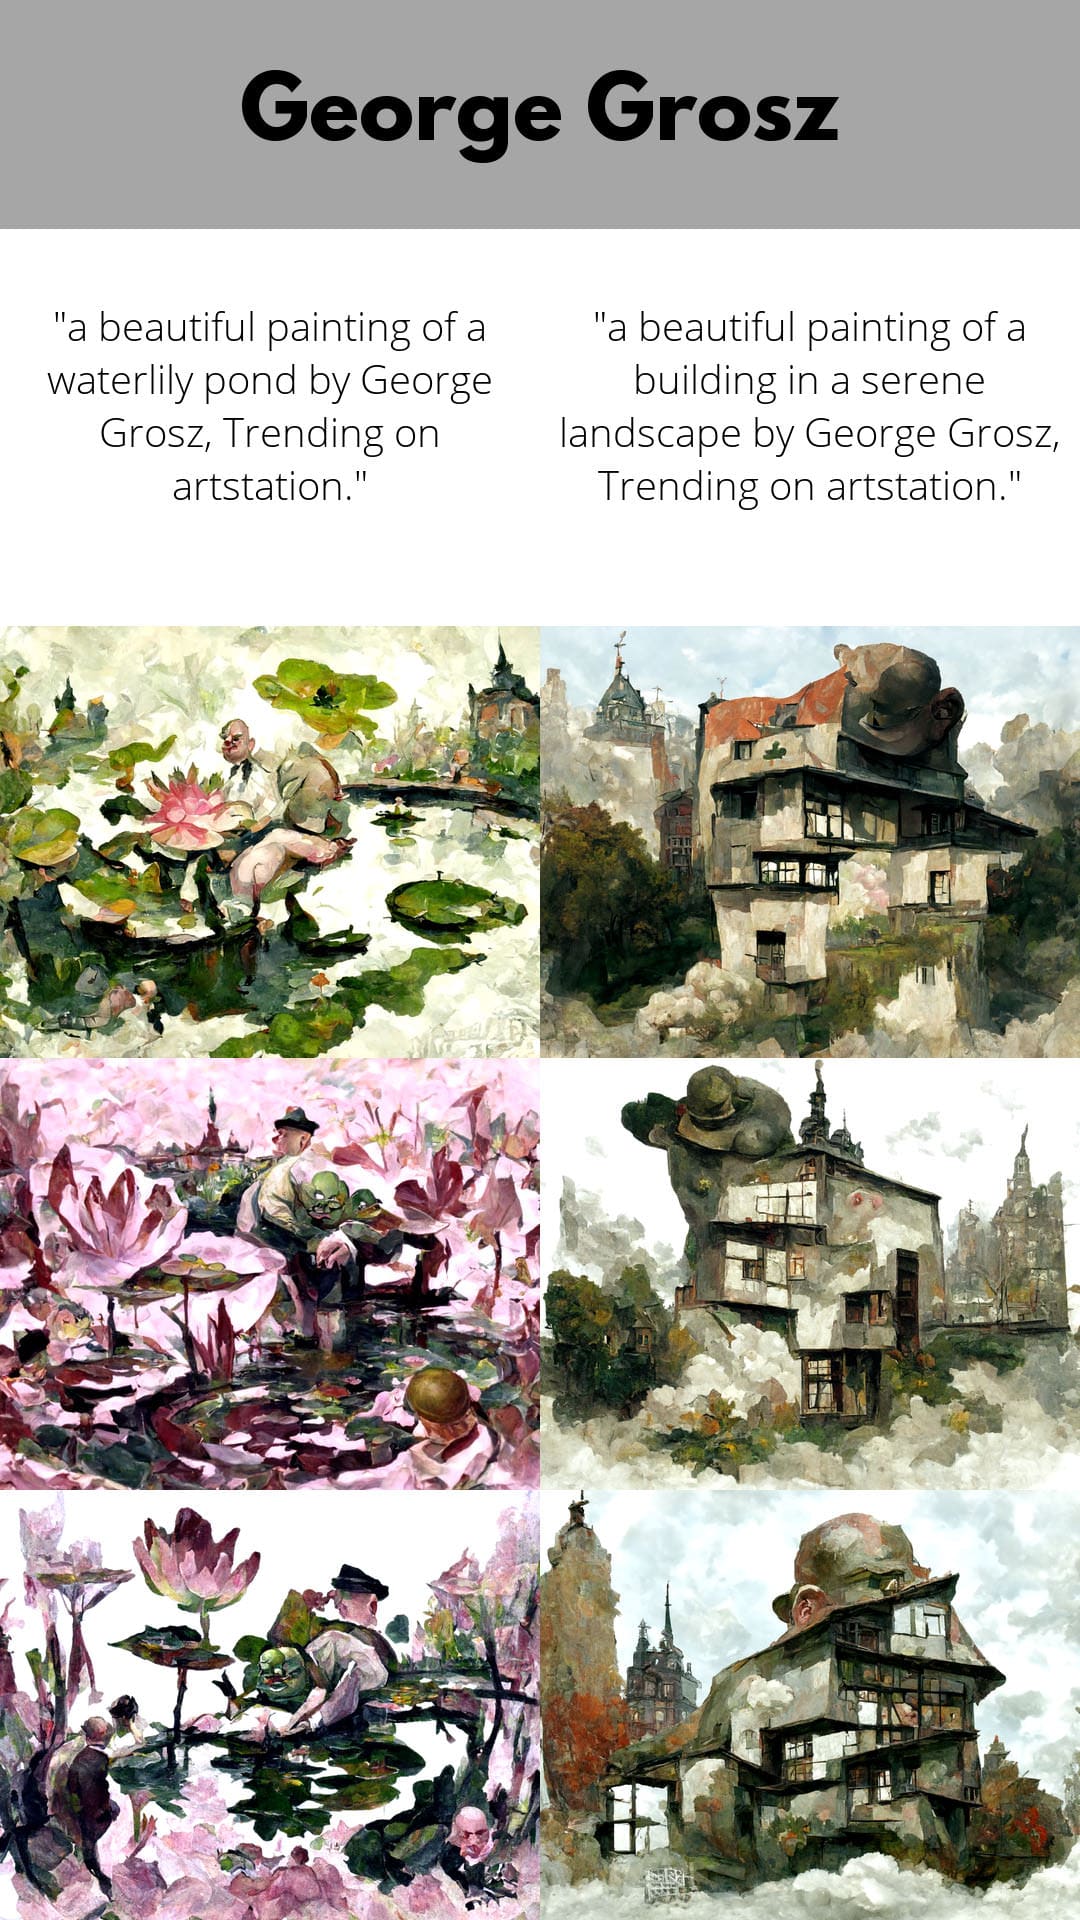 George Grosz
"a beautiful painting of a
waterlily pond by George
Grosz, Trending on
artstation."
"a beautiful painting of a
building in a serene
landscape by George Grosz,
Trending on artstation."